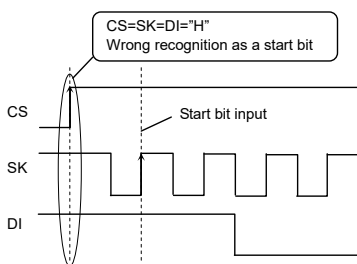 CS=SK=DI="H"
Wrong recognition as a start bit
CS
Start bit input
SK
DI